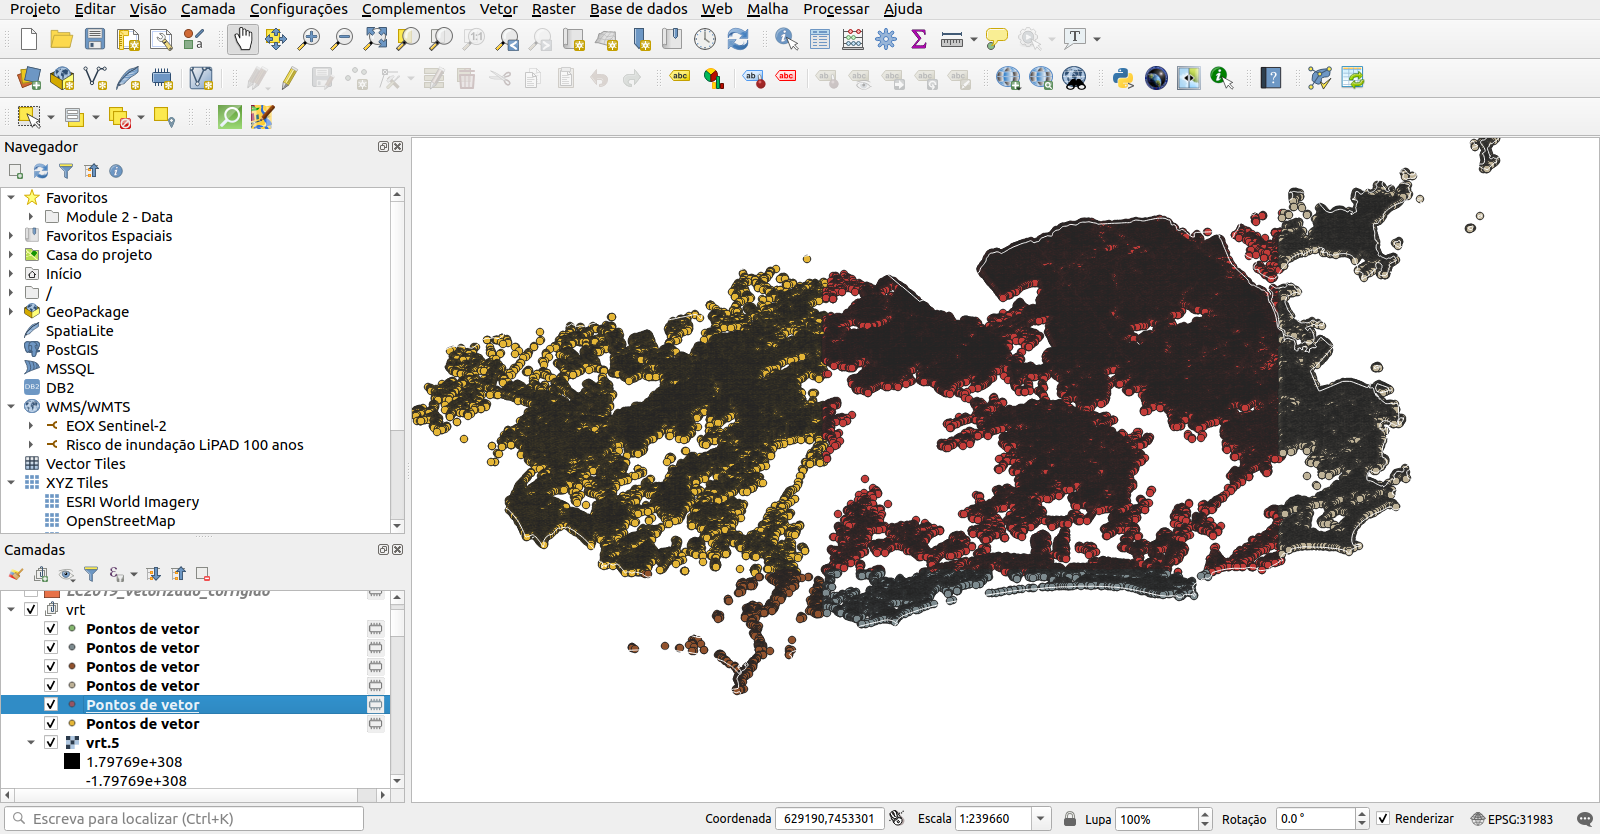 Projeto Editar Visão Camada Configurações Complementos Vetor Raster Base de dados Web Malha Processar Ajuda
Navegador
Favoritos
Module 2 - Data
Favoritos Espaciais
Casa do projeto
Início
/
GeoPackage
SpatiaLite
PostGIS
MSSQL
DB2
WMS/WMTS
EOX Sentinel-2
Risco de inundação LiPAD 100 anos
Vector Tiles
XYZ Tiles
ESRI World Imagery
OpenStreetMap
Camadas
EC2019_vetorizado_corrigido
vrt
Pontos de vetor
Pontos de vetor
Pontos de vetor
Pontos de vetor
Pontos de vetor
Pontos de vetor
vrt.5
1.79769e+308
-1.79769e+308
Escreva para localizar (Ctrl+K)
Coordenada 629190,7453301 Escala 1:239660 Lupa 100% Rotação 0.0 ° Renderizar EPSG:31983